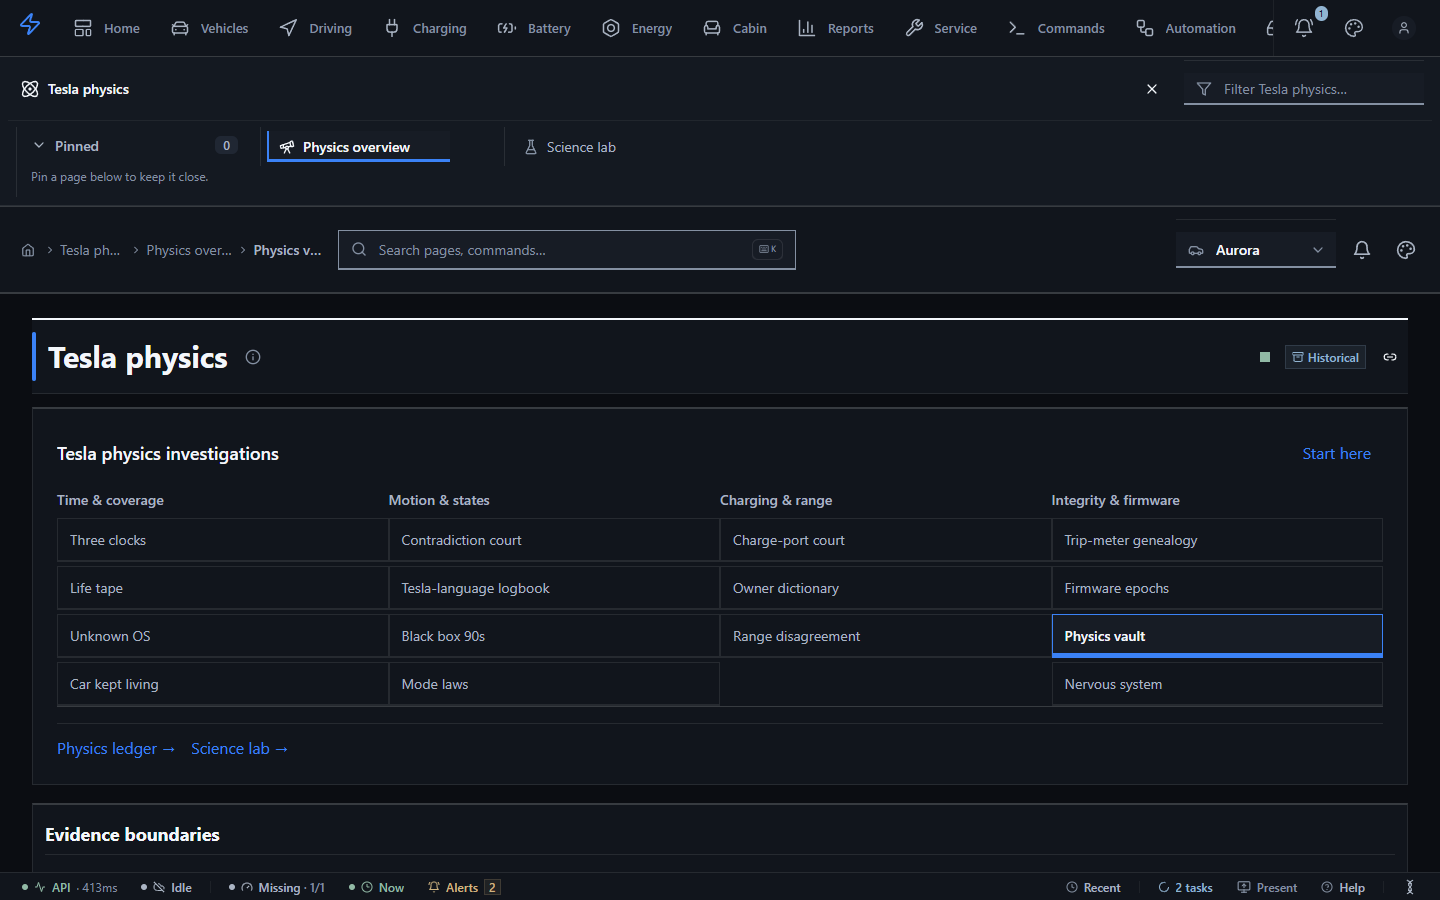 Home Vehicles Driving Charging Battery Energy Cabin Reports Service Commands Automation 1
Tesla physics
Filter Tesla physics...
Pinned 0
Physics overview
Science lab
Pin a page below to keep it close.
Tesla ph... Physics over... Physics v...
Search pages, commands... K
Aurora
Tesla physics
Historical
Tesla physics investigations
Start here
Time & coverage Motion & states Charging & range Integrity & firmware
Three clocks Contradiction court Charge-port court Trip-meter genealogy
Life tape Tesla-language logbook Owner dictionary Firmware epochs
Unknown OS Black box 90s Range disagreement Physics vault
Car kept living Mode laws Nervous system
Physics ledger → Science lab →
Evidence boundaries
API · 413ms Idle Missing · 1/1 Now Alerts 2 Recent 2 tasks Present Help